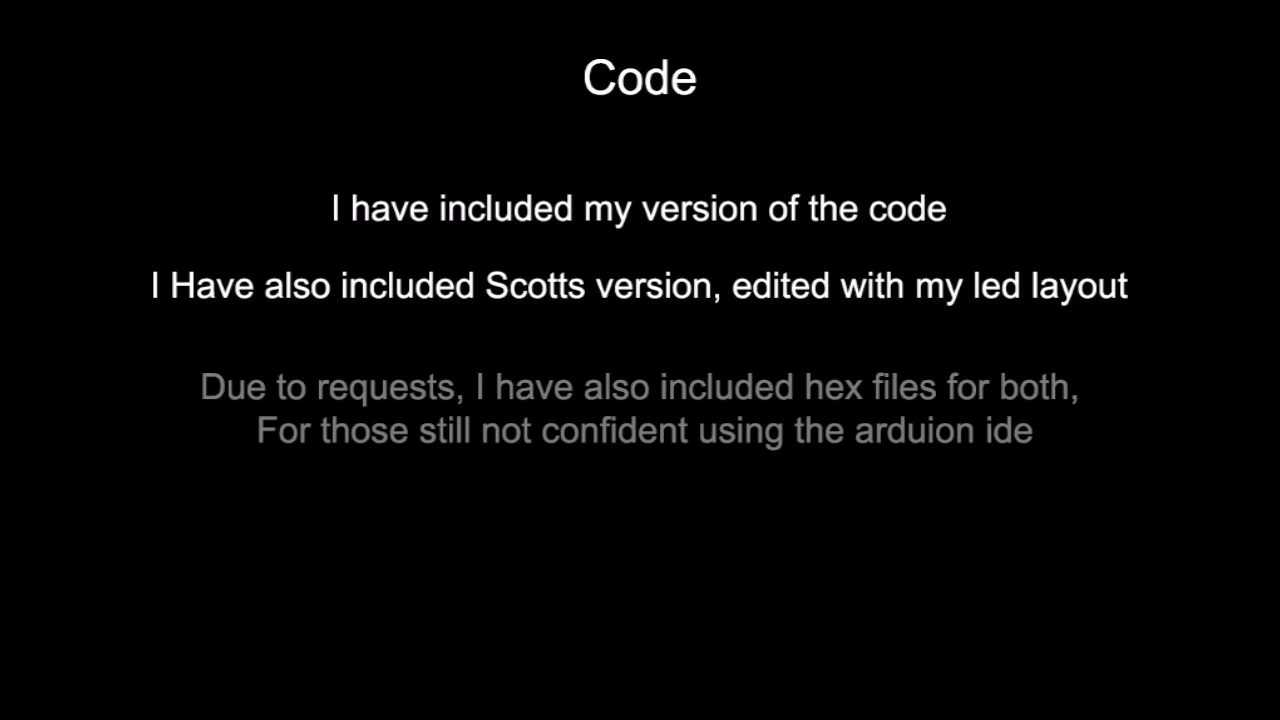 Code
I have included my version of the code
I Have also included Scotts version, edited with my led layout
Due to requests, I have also included hex files for both,
For those still not confident using the arduion ide